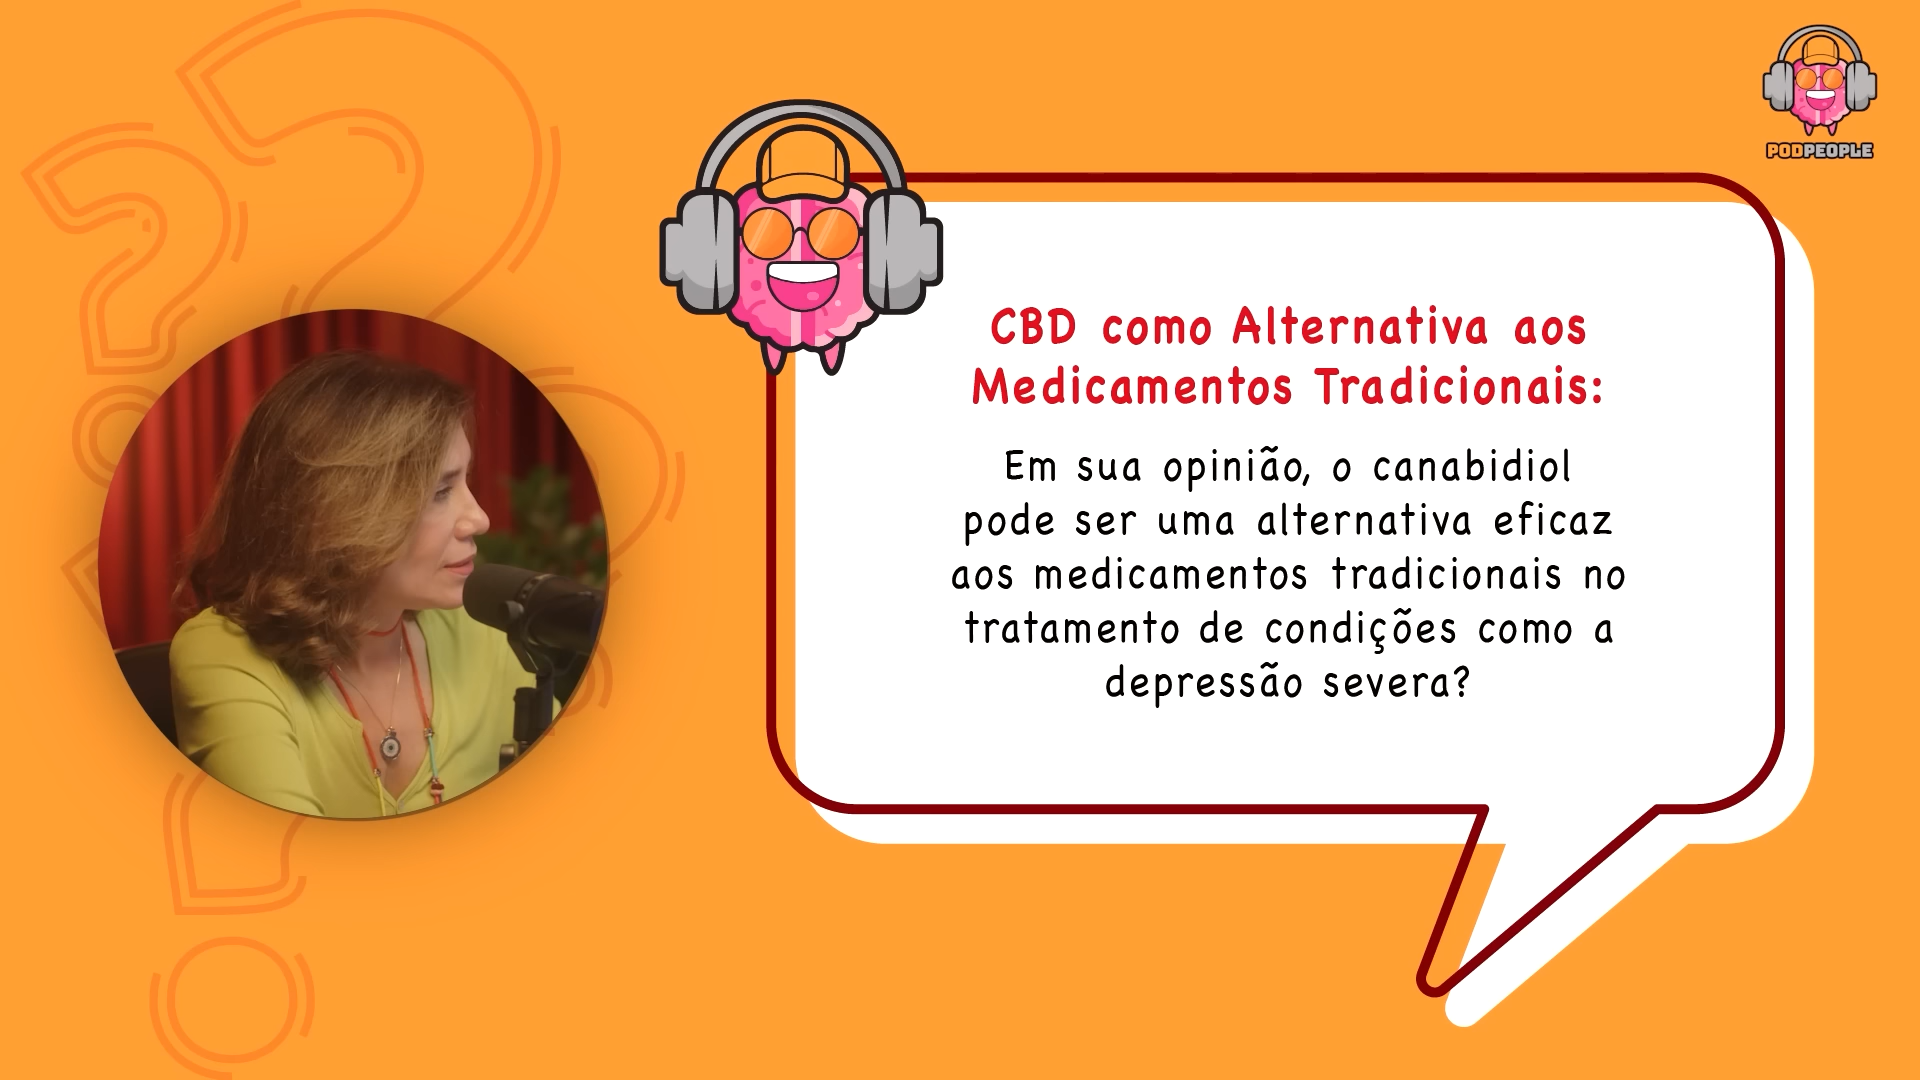 PODPEOPLE
CBD como Alternativa aos
Medicamentos Tradicionais:
Em sua opinião, o canabidiol
pode ser uma alternativa eficaz
aos medicamentos tradicionais no
tratamento de condições como a
depressão severa?